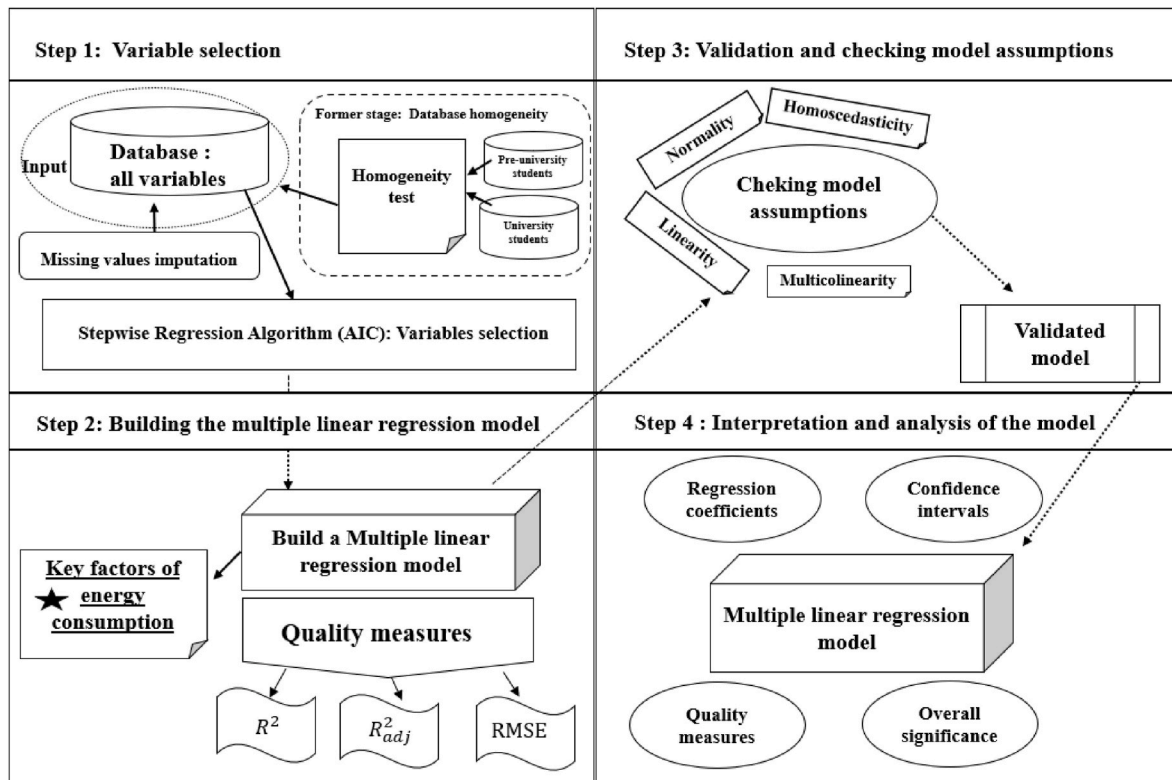 Step 1: Variable selection
Former stage: Database homogeneity
Input
Database :
all variables
Homogeneity
test
Pre-university
students
University
students
Missing values imputation
Stepwise Regression Algorithm (AIC): Variables selection
Step 2: Building the multiple linear regression model
Build a Multiple linear
regression model
Key factors of
energy
consumption
Quality measures
R²
R²adj
RMSE
Step 3: Validation and checking model assumptions
Homoscedasticity
Normality
Cheking model
assumptions
Linearity
Multicolinearity
Validated
model
Step 4 : Interpretation and analysis of the model
Regression
coefficients
Confidence
intervals
Multiple linear regression
model
Quality
measures
Overall
significance